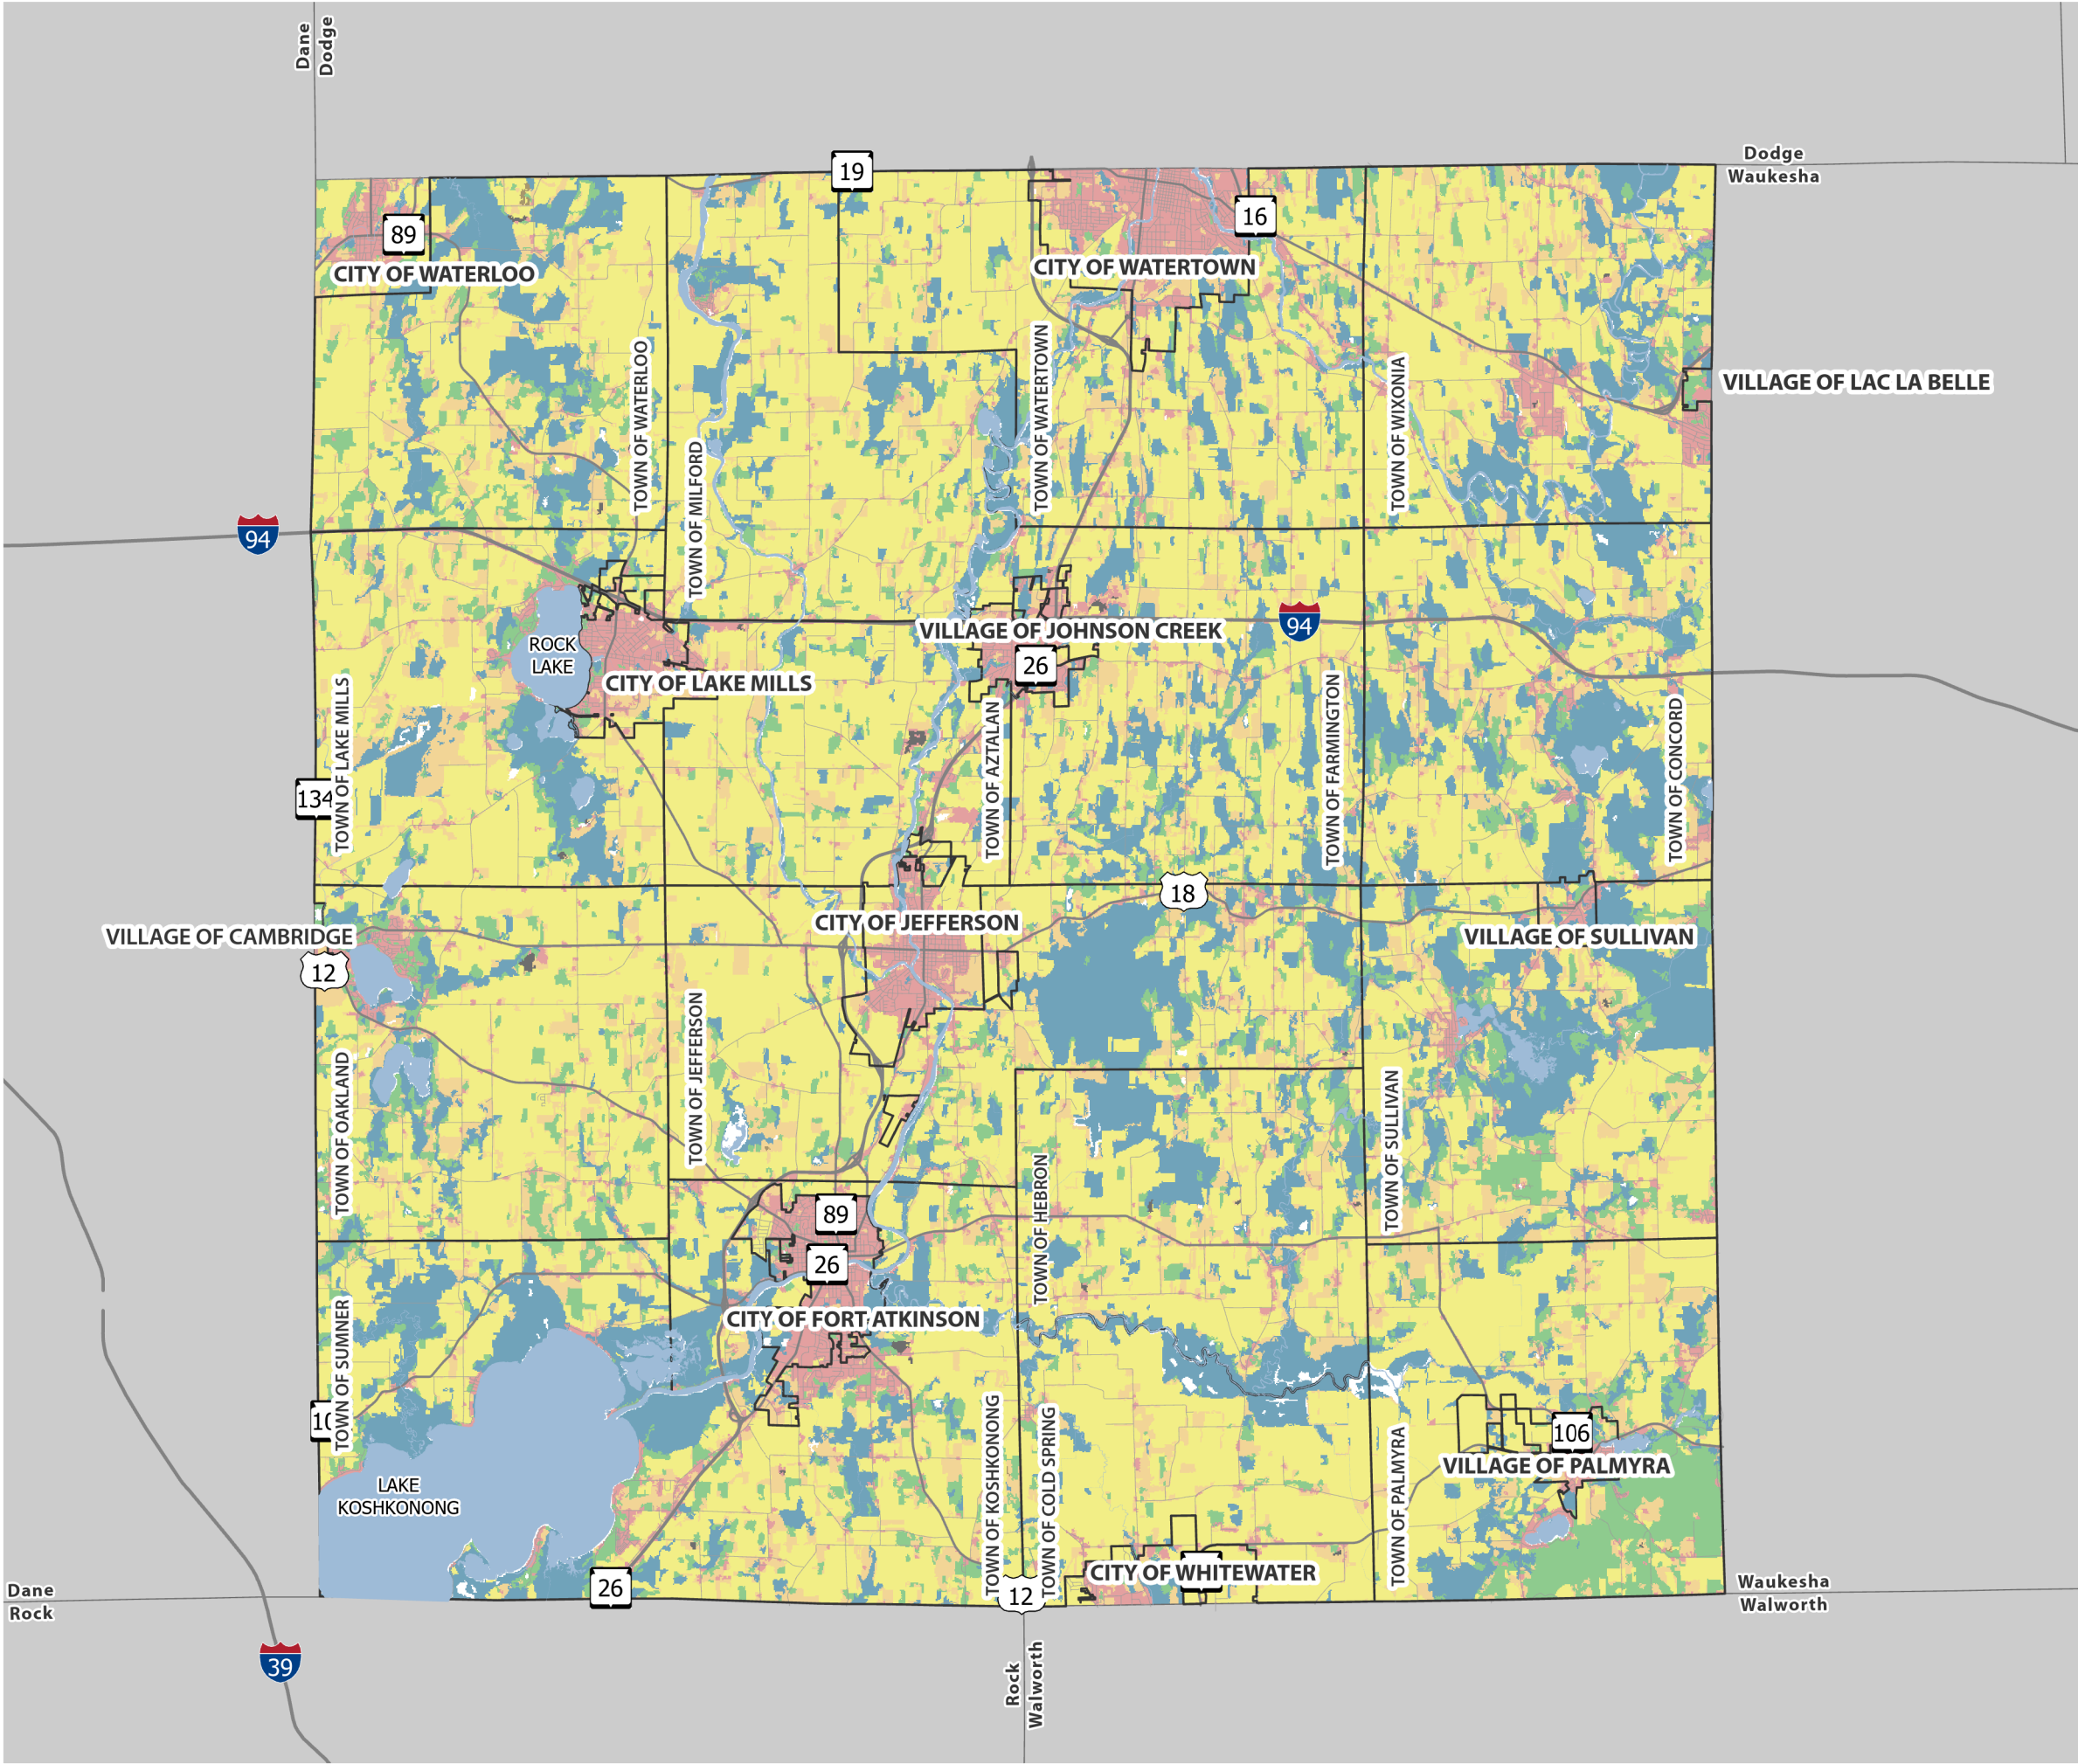 Dane
Dodge
Dodge
Waukesha
19
16
89
CITY OF WATERLOO
CITY OF WATERTOWN
TOWN OF WATERLOO
TOWN OF MILFORD
TOWN OF WATERTOWN
TOWN OF WIXONIA
VILLAGE OF LAC LA BELLE
94
94
VILLAGE OF JOHNSON CREEK
26
ROCK
LAKE
CITY OF LAKE MILLS
TOWN OF LAKE MILLS
TOWN OF AZTALAN
TOWN OF FARMINGTON
TOWN OF CONCORD
134
18
CITY OF JEFFERSON
VILLAGE OF CAMBRIDGE
VILLAGE OF SULLIVAN
12
TOWN OF OAKLAND
TOWN OF JEFFERSON
TOWN OF HEBRON
TOWN OF SULLIVAN
89
26
CITY OF FORT ATKINSON
TOWN OF SUMNER
10
TOWN OF KOSHKONONG
TOWN OF COLD SPRING
TOWN OF PALMYRA
106
VILLAGE OF PALMYRA
LAKE
KOSHKONONG
CITY OF WHITEWATER
26
12
Dane
Rock
Waukesha
Walworth
39
Rock
Walworth